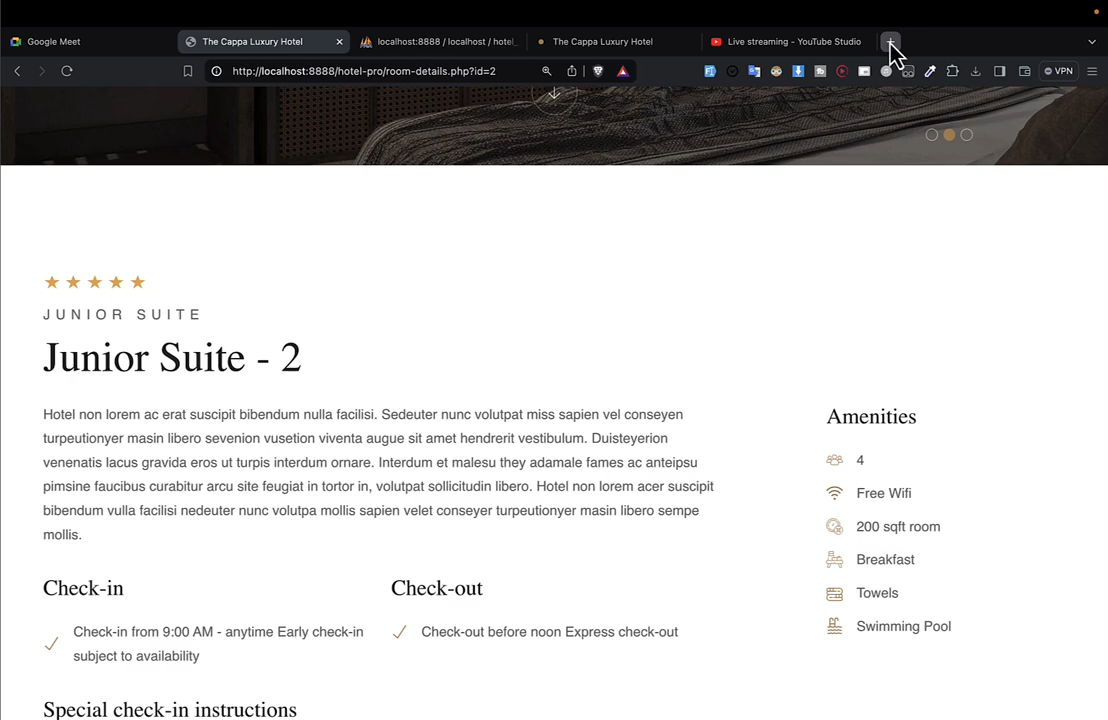 Google Meet
The Cappa Luxury Hotel
localhost:8888 / localhost / hotel_
The Cappa Luxury Hotel
Live streaming - YouTube Studio
http://localhost:8888/hotel-pro/room-details.php?id=2
VPN
JUNIOR SUITE
Junior Suite - 2
Hotel non lorem ac erat suscipit bibendum nulla facilisi. Sedeuter nunc volutpat miss sapien vel conseyen
turpeutionyer masin libero sevenion vusetion viventa augue sit amet hendrerit vestibulum. Duisteyerion
venenatis lacus gravida eros ut turpis interdum ornare. Interdum et malesu they adamale fames ac anteipsu
pimsine faucibus curabitur arcu site feugiat in tortor in, volutpat sollicitudin libero. Hotel non lorem acer suscipit
bibendum vulla facilisi nedeuter nunc volutpa mollis sapien velet conseyer turpeutionyer masin libero sempe
mollis.
Check-in
Check-in from 9:00 AM - anytime Early check-in
subject to availability
Check-out
Check-out before noon Express check-out
Special check-in instructions
Amenities
4
Free Wifi
200 sqft room
Breakfast
Towels
Swimming Pool